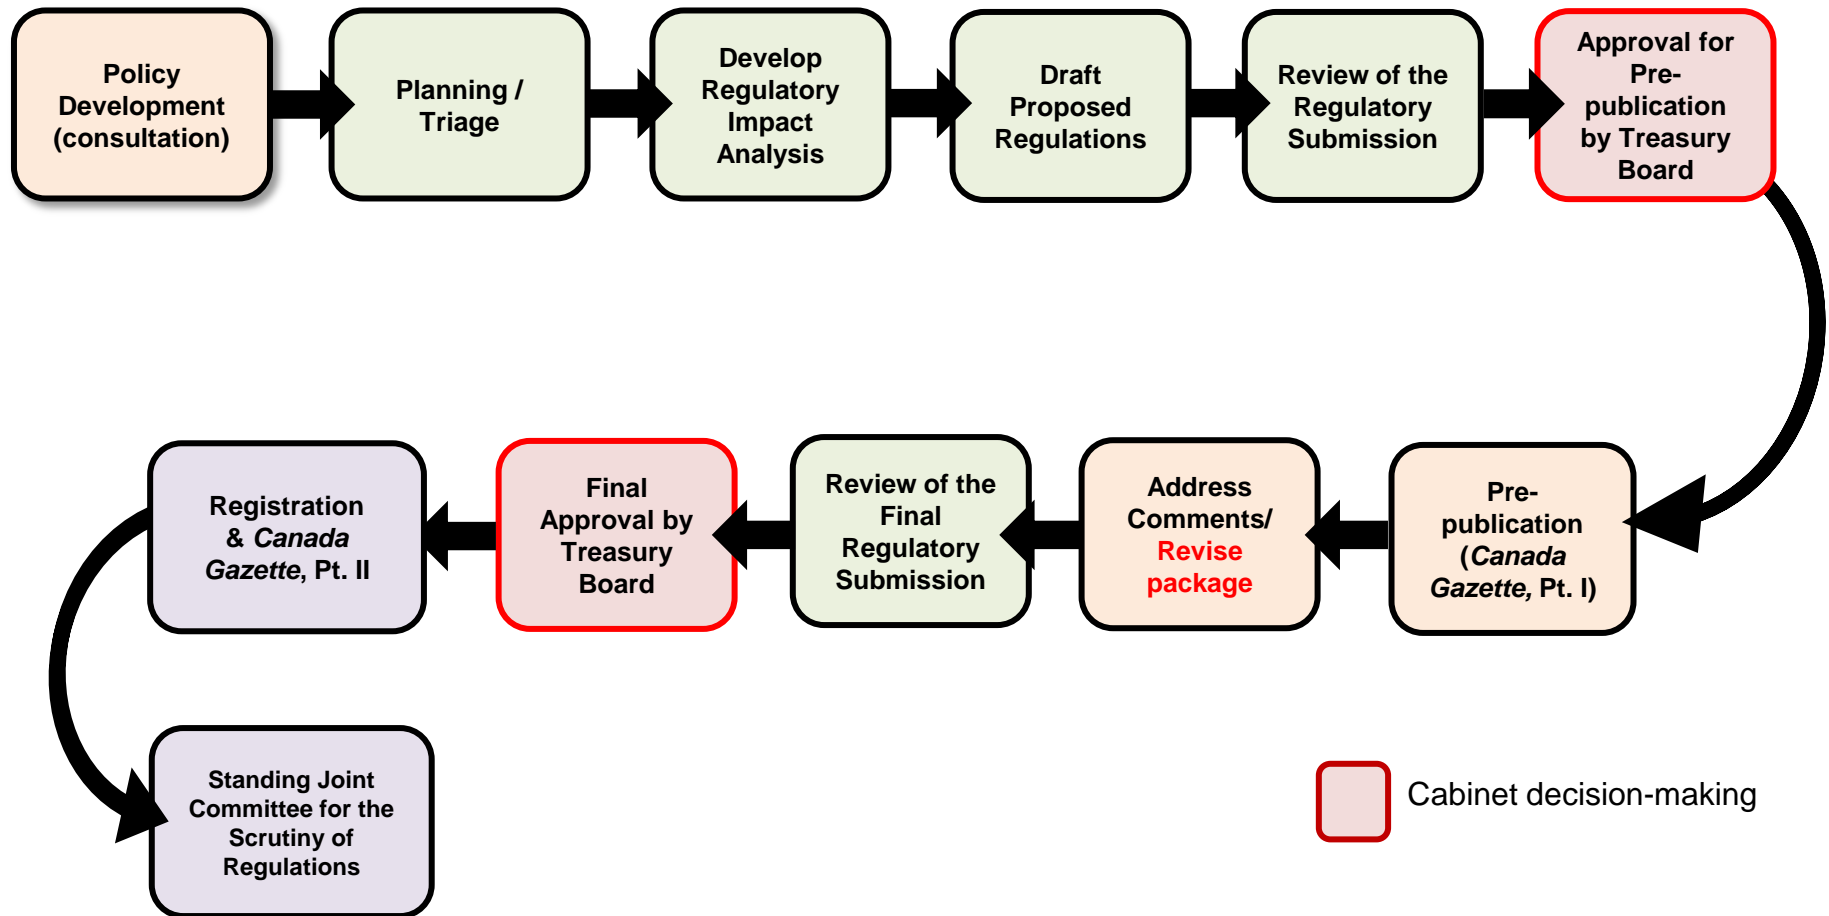 Policy
Development
(consultation)
Planning /
Triage
Develop
Regulatory
Impact
Analysis
Draft
Proposed
Regulations
Review of the
Regulatory
Submission
Approval for
Pre-
publication
by Treasury
Board
Pre-
publication
(Canada
Gazette, Pt. I)
Address
Comments/
Revise
package
Review of the
Final
Regulatory
Submission
Final
Approval by
Treasury
Board
Registration
& Canada
Gazette, Pt. II
Standing Joint
Committee for the
Scrutiny of
Regulations
Cabinet decision-making